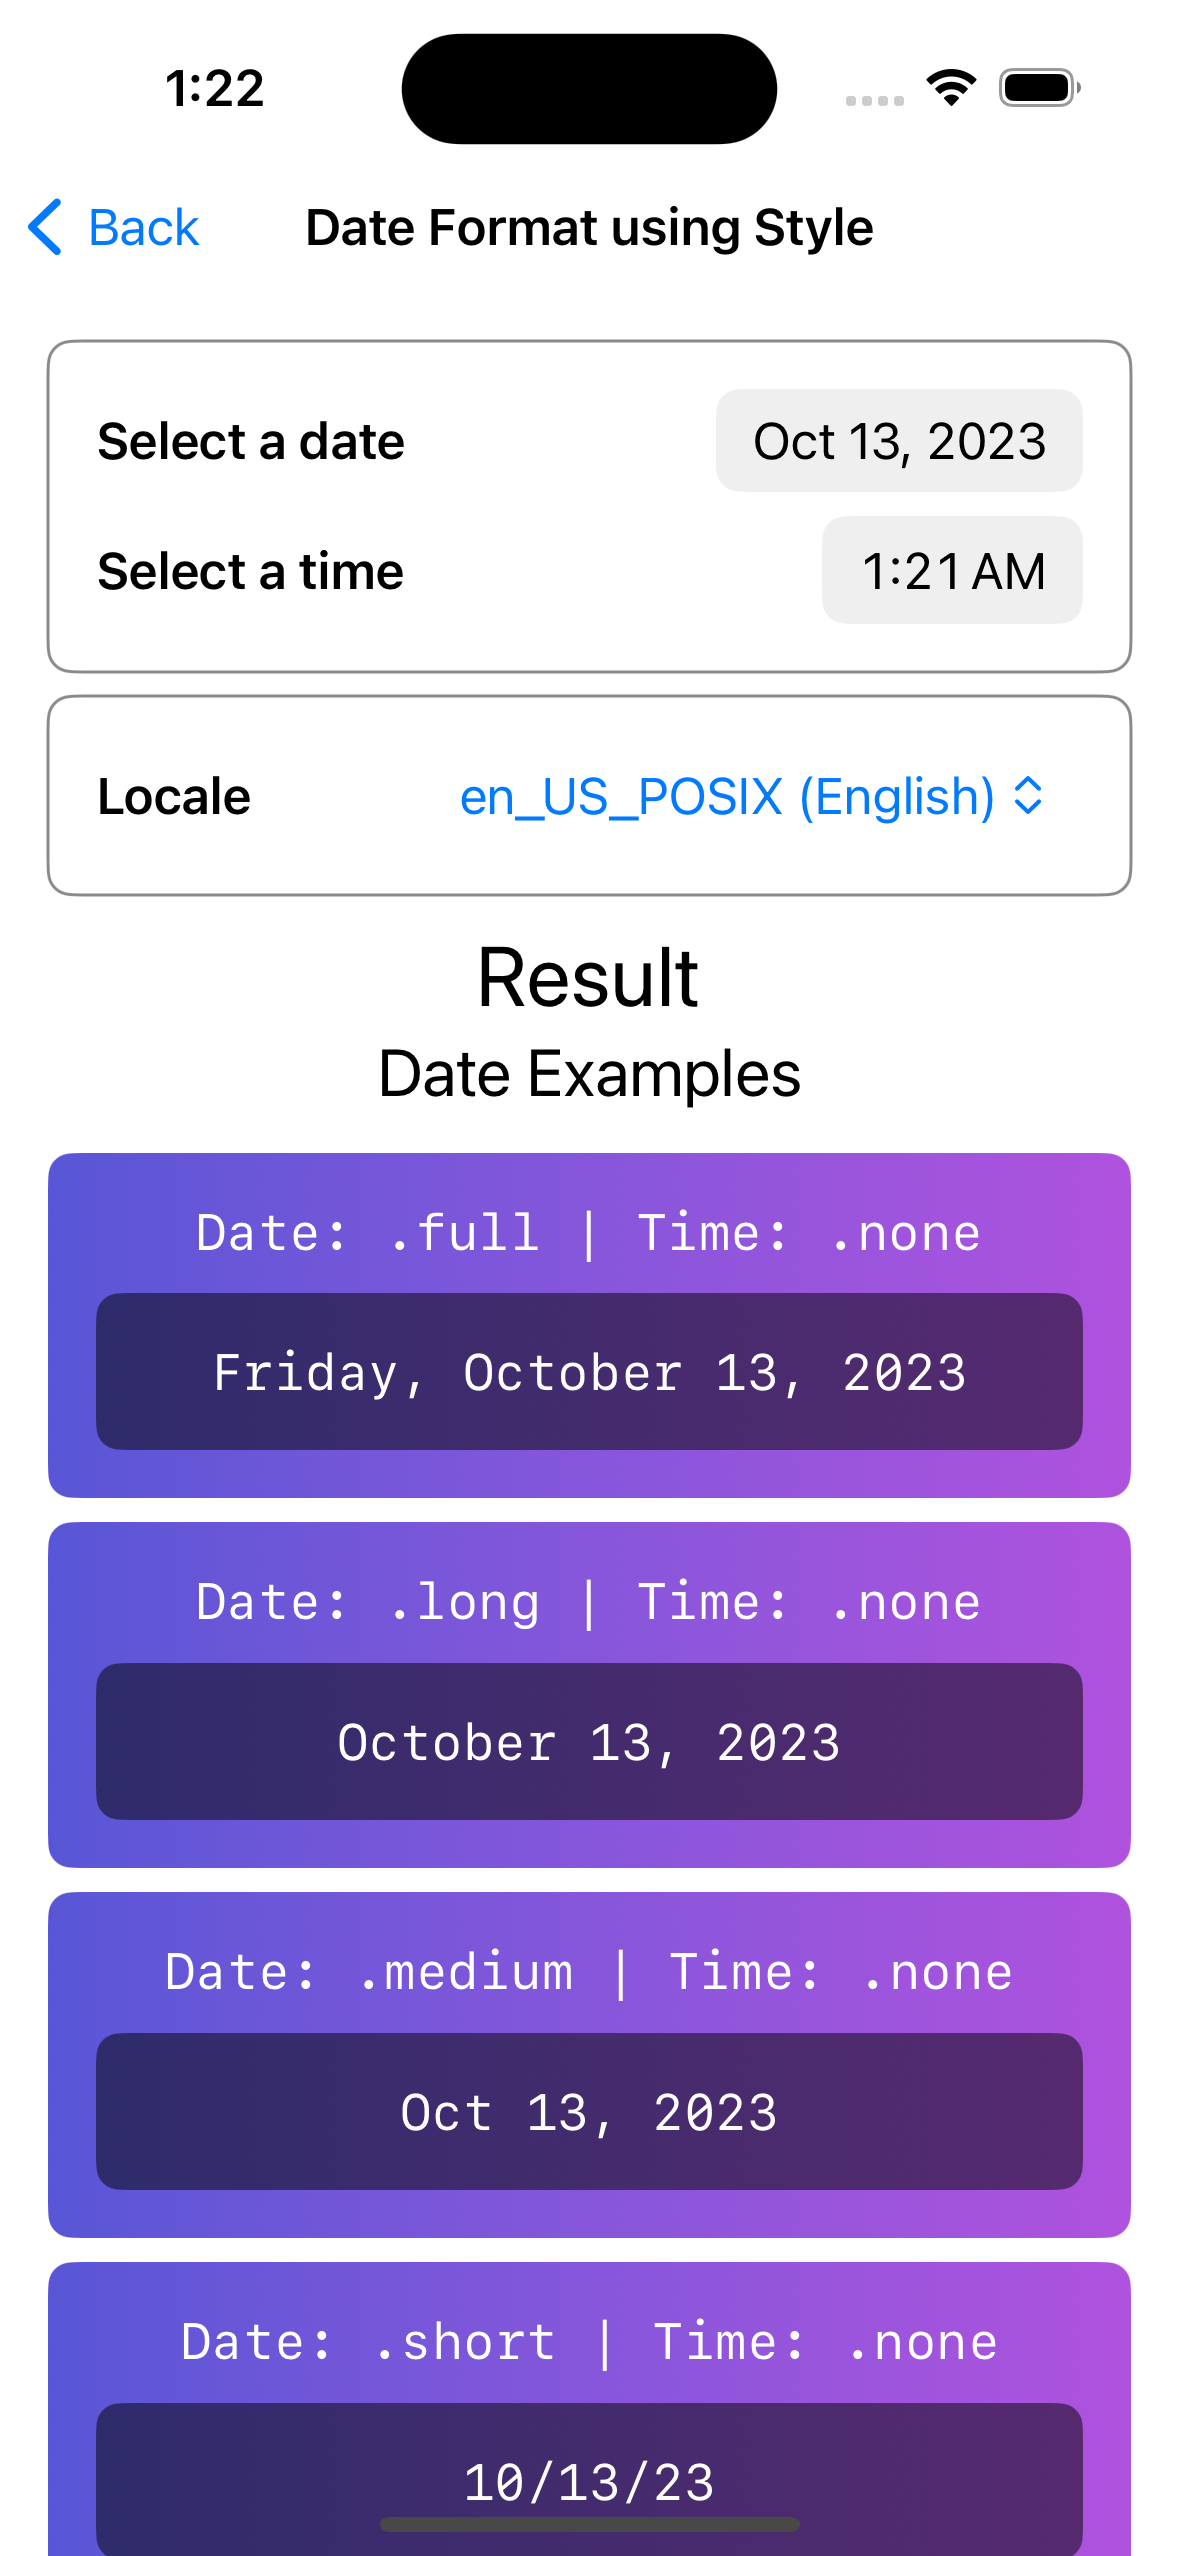 1:22
Back
Date Format using Style
Select a date
Oct 13, 2023
Select a time
1:21 AM
Locale
en_US_POSIX (English)
Result
Date Examples
Date: .full | Time: .none
Friday, October 13, 2023
Date: .long | Time: .none
October 13, 2023
Date: .medium | Time: .none
Oct 13, 2023
Date: .short | Time: .none
10/13/23